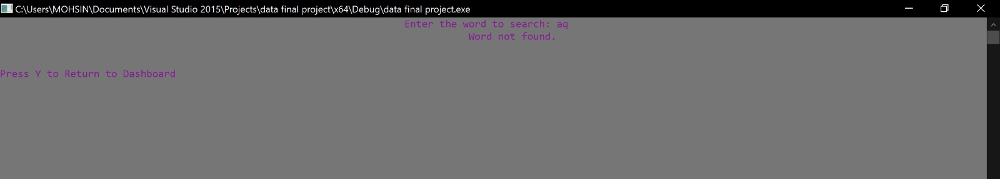 C:\Users\MOHSIN\Documents\Visual Studio 2015\Projects\data final project\x64\Debug\data final project.exe
Enter the word to search: aq
Word not found.
Press Y to Return to Dashboard